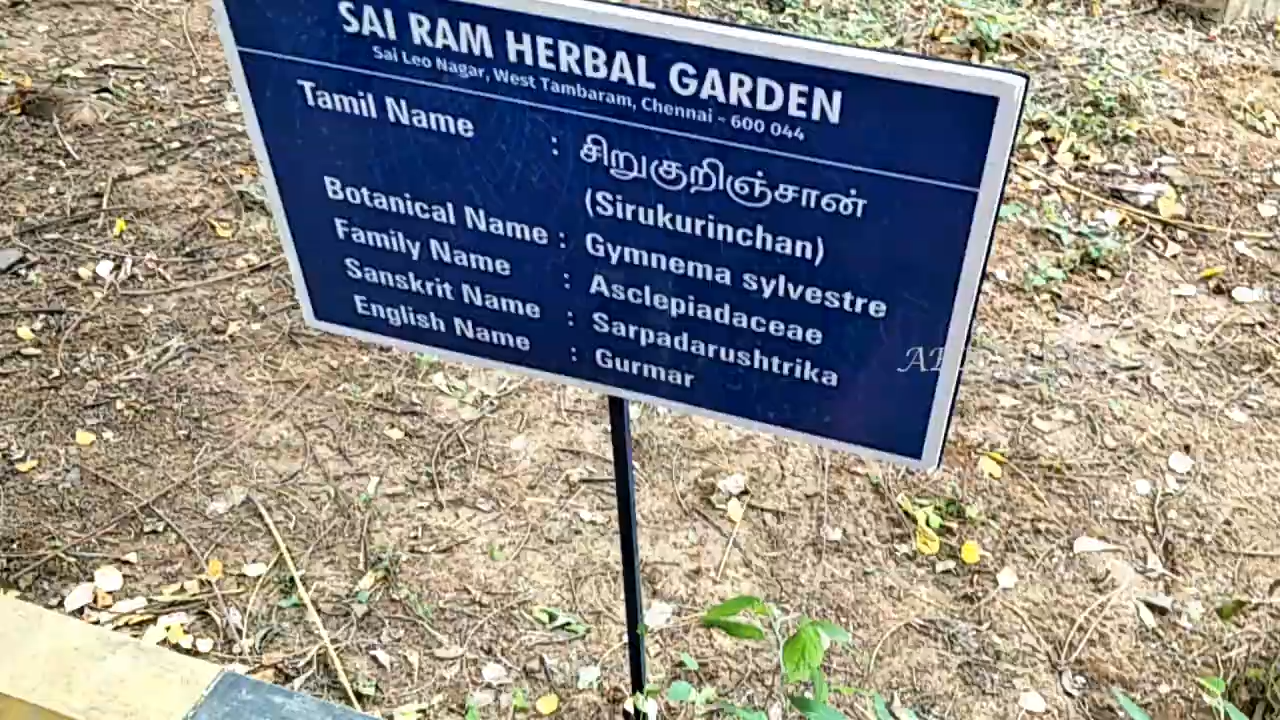 SAI RAM HERBAL GARDEN
Sai Leo Nagar, West Tambaram, Chennai - 600 044
Tamil Name : சிறுகுறிஞ்சான்
(Sirukurinchan)
Botanical Name : Gymnema sylvestre
Family Name : Asclepiadaceae
Sanskrit Name : Sarpadarushtrika
English Name : Gurmar